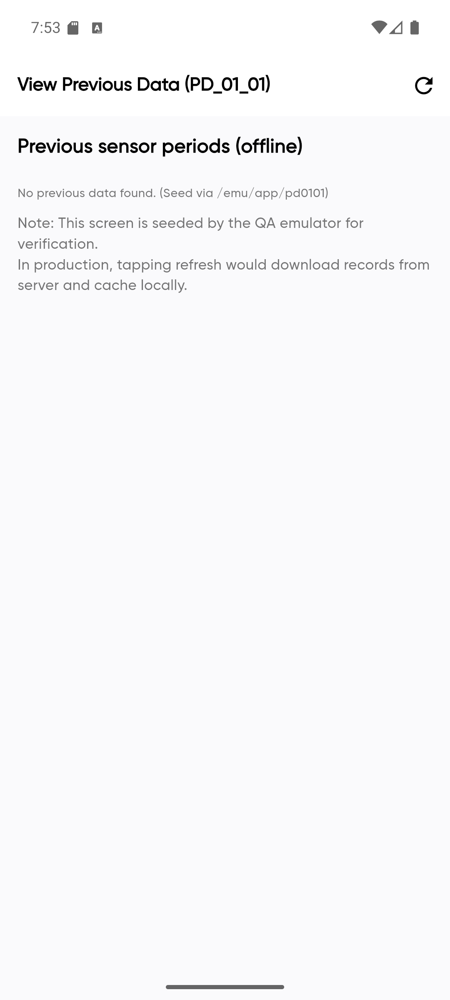 7:53
View Previous Data (PD_01_01)
Previous sensor periods (offline)
No previous data found. (Seed via /emu/app/pd0101)
Note: This screen is seeded by the QA emulator for
verification.
In production, tapping refresh would download records from
server and cache locally.